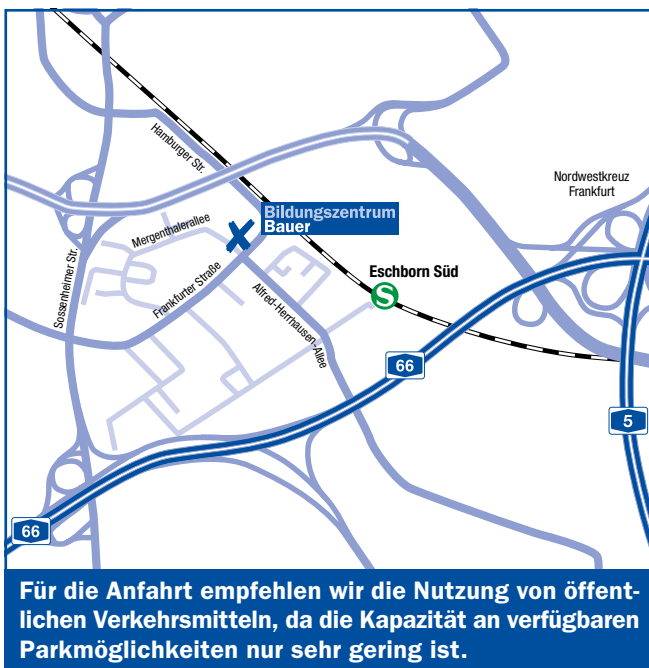 Hamburger Str.
Nordwestkreuz
Frankfurt
Bildungszentrum
Bauer
Mergenthalerallee
Sossenheimer Str.
Frankfurter Straße
Eschborn Süd
S
Alfred-Herrhausen-Allee
66
5
66
Für die Anfahrt empfehlen wir die Nutzung von öffent-
lichen Verkehrsmitteln, da die Kapazität an verfügbaren
Parkmöglichkeiten nur sehr gering ist.